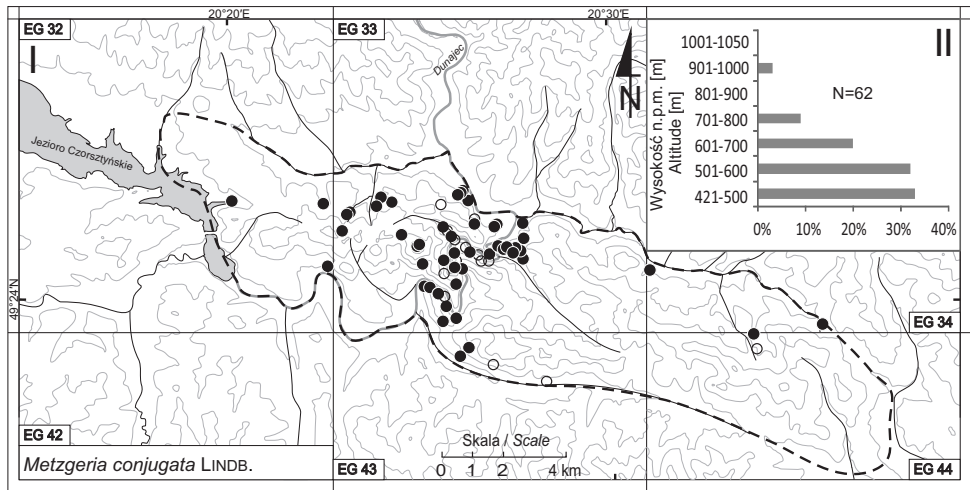 20°20′E
20°30′E
EG 32
EG 33
I
II
Dunajec
N
Jezioro Czorsztyńskie
Wysokość n.p.m. [m]
Altitude [m]
1001-1050
901-1000
801-900
701-800
601-700
501-600
421-500
N=62
0% 10% 20% 30% 40%
49°24′N
EG 34
EG 42
Metzgeria conjugata LINDB.
EG 43
Skala / Scale
0 1 2 4 km
EG 44